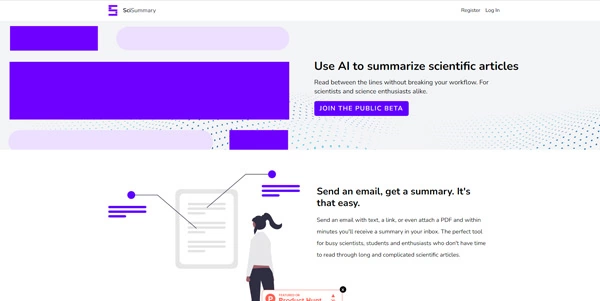 SciSummary
Register Log In
Use AI to summarize scientific articles
Read between the lines without breaking your workflow. For
scientists and science enthusiasts alike.
JOIN THE PUBLIC BETA
Send an email, get a summary. It's
that easy.
Send an email with text, a link, or even attach a PDF and within
minutes you'll receive a summary in your inbox. The perfect tool
for busy scientists, students and enthusiasts who don't have time
to read through long and complicated scientific articles.
FEATURED ON
Product Hunt